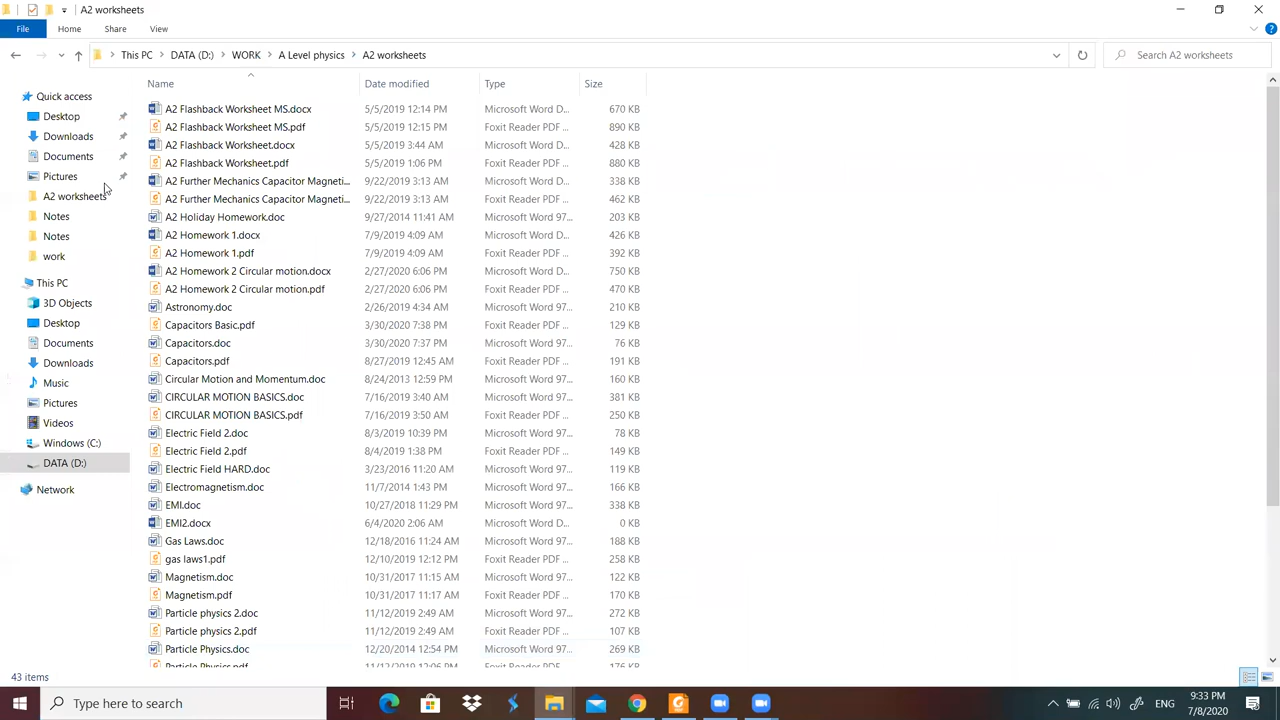 A2 worksheets
File Home Share View
This PC DATA (D:) WORK A Level physics A2 worksheets
Search A2 worksheets
Name Date modified Type Size
Quick access
Desktop
Downloads
Documents
Pictures
A2 worksheets
Notes
Notes
work
This PC
3D Objects
Desktop
Documents
Downloads
Music
Pictures
Videos
Windows (C:)
DATA (D:)
Network
A2 Flashback Worksheet MS.docx 5/5/2019 12:14 PM Microsoft Word D... 670 KB
A2 Flashback Worksheet MS.pdf 5/5/2019 12:15 PM Foxit Reader PDF ... 890 KB
A2 Flashback Worksheet.docx 5/5/2019 3:44 AM Microsoft Word D... 428 KB
A2 Flashback Worksheet.pdf 5/5/2019 1:06 PM Foxit Reader PDF ... 880 KB
A2 Further Mechanics Capacitor Magneti... 9/22/2019 3:13 AM Microsoft Word D... 338 KB
A2 Further Mechanics Capacitor Magneti... 9/22/2019 3:13 AM Foxit Reader PDF ... 462 KB
A2 Holiday Homework.doc 9/27/2014 11:41 AM Microsoft Word 97... 203 KB
A2 Homework 1.docx 7/9/2019 4:09 AM Microsoft Word D... 426 KB
A2 Homework 1.pdf 7/9/2019 4:09 AM Foxit Reader PDF ... 392 KB
A2 Homework 2 Circular motion.docx 2/27/2020 6:06 PM Microsoft Word D... 750 KB
A2 Homework 2 Circular motion.pdf 2/27/2020 6:06 PM Foxit Reader PDF ... 470 KB
Astronomy.doc 2/26/2019 4:34 AM Microsoft Word 97... 210 KB
Capacitors Basic.pdf 3/30/2020 7:38 PM Foxit Reader PDF ... 129 KB
Capacitors.doc 3/30/2020 7:37 PM Microsoft Word 97... 76 KB
Capacitors.pdf 8/27/2019 12:45 AM Foxit Reader PDF ... 191 KB
Circular Motion and Momentum.doc 8/24/2013 12:59 PM Microsoft Word 97... 160 KB
CIRCULAR MOTION BASICS.doc 7/16/2019 3:40 AM Microsoft Word 97... 381 KB
CIRCULAR MOTION BASICS.pdf 7/16/2019 3:50 AM Foxit Reader PDF ... 250 KB
Electric Field 2.doc 8/3/2019 10:39 PM Microsoft Word 97... 78 KB
Electric Field 2.pdf 8/4/2019 1:38 PM Foxit Reader PDF ... 149 KB
Electric Field HARD.doc 3/23/2016 11:20 AM Microsoft Word 97... 119 KB
Electromagnetism.doc 11/7/2014 1:43 PM Microsoft Word 97... 166 KB
EMI.doc 10/27/2018 11:29 PM Microsoft Word 97... 338 KB
EMI2.docx 6/4/2020 2:06 AM Microsoft Word D... 0 KB
Gas Laws.doc 12/18/2016 11:24 AM Microsoft Word 97... 188 KB
gas laws1.pdf 12/10/2019 12:12 PM Foxit Reader PDF ... 258 KB
Magnetism.doc 10/31/2017 11:15 AM Microsoft Word 97... 122 KB
Magnetism.pdf 10/31/2017 11:17 AM Foxit Reader PDF ... 170 KB
Particle physics 2.doc 11/12/2019 2:49 AM Microsoft Word 97... 272 KB
Particle physics 2.pdf 11/12/2019 2:49 AM Foxit Reader PDF ... 107 KB
Particle Physics.doc 12/20/2014 12:54 PM Microsoft Word 97... 269 KB
Particle Physics.pdf 11/12/2019 12:06 PM Foxit Reader PDF ... 176 KB
43 items
Type here to search
ENG
9:33 PM
7/8/2020